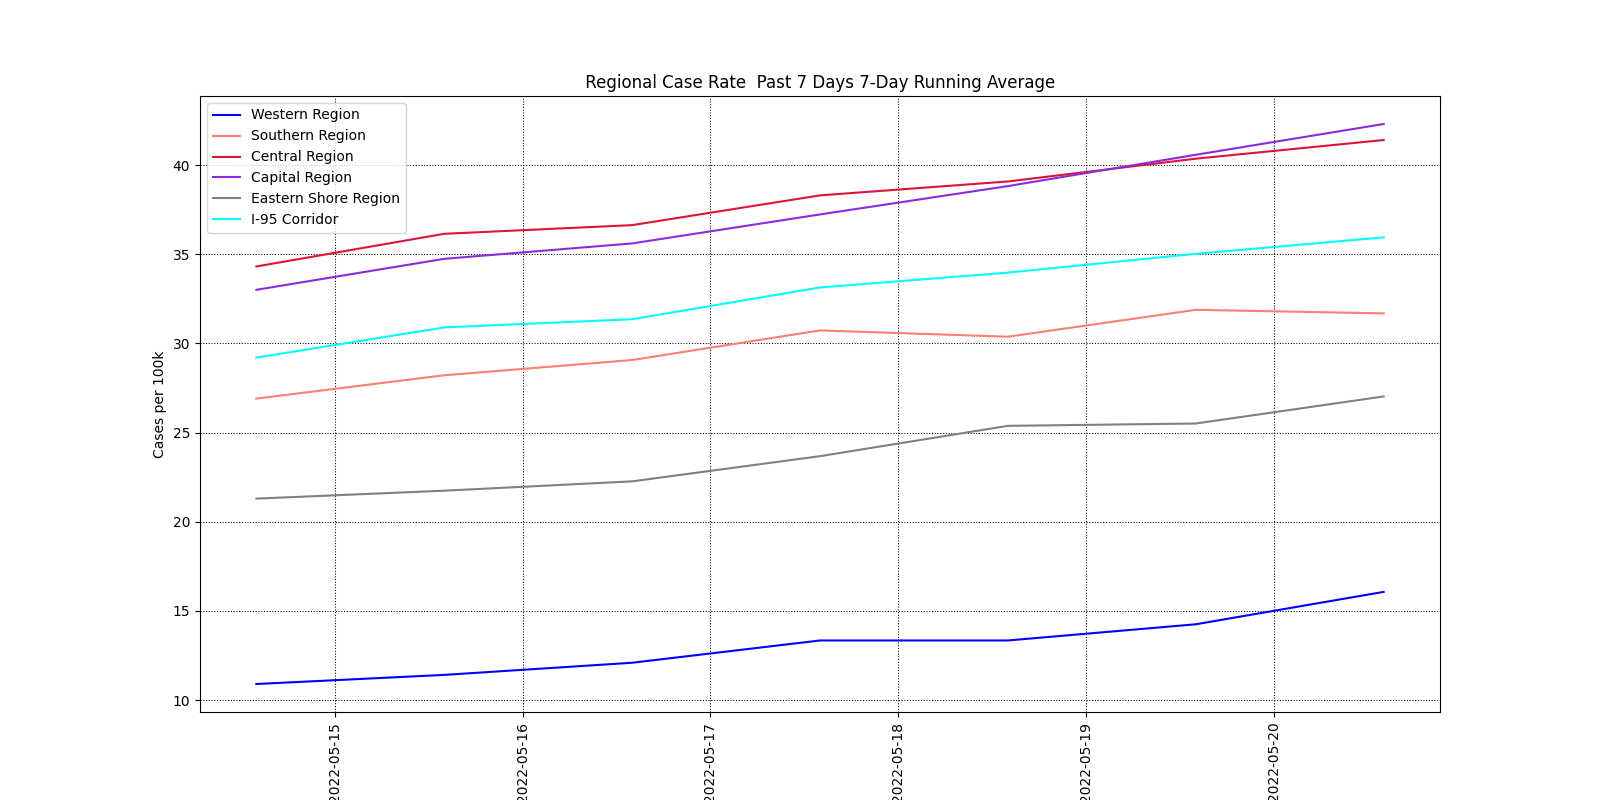 Regional Case Rate  Past 7 Days 7-Day Running Average
Western Region
Southern Region
Central Region
Capital Region
Eastern Shore Region
I-95 Corridor
Cases per 100k
40
35
30
25
20
15
10
2022-05-15
2022-05-16
2022-05-17
2022-05-18
2022-05-19
2022-05-20